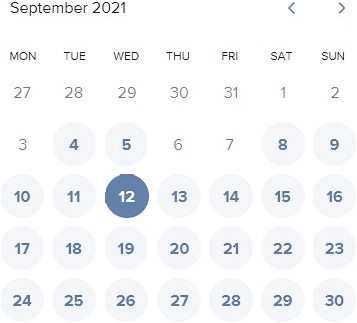 September 2021
MON TUE WED THU FRI SAT SUN
27 28 29 30 31 1 2
3 4 5 6 7 8 9
10 11 12 13 14 15 16
17 18 19 20 21 22 23
24 25 26 27 28 29 30